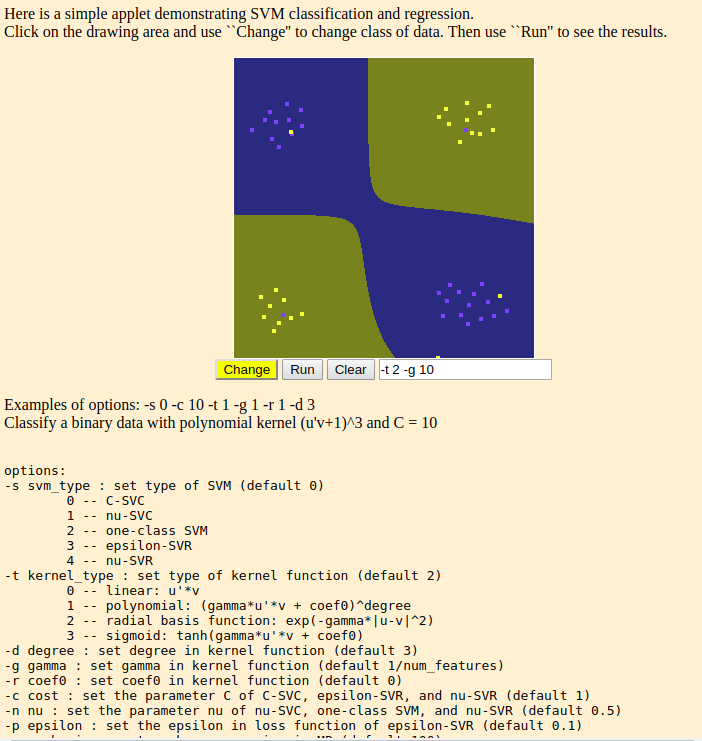 Here is a simple applet demonstrating SVM classification and regression.
Click on the drawing area and use ``Change'' to change class of data. Then use ``Run'' to see the results.
Change Run Clear -t 2 -g 10
Examples of options: -s 0 -c 10 -t 1 -g 1 -r 1 -d 3
Classify a binary data with polynomial kernel (u'v+1)^3 and C = 10
options:
-s svm_type : set type of SVM (default 0)
0 -- C-SVC
1 -- nu-SVC
2 -- one-class SVM
3 -- epsilon-SVR
4 -- nu-SVR
-t kernel_type : set type of kernel function (default 2)
0 -- linear: u'*v
1 -- polynomial: (gamma*u'*v + coef0)^degree
2 -- radial basis function: exp(-gamma*|u-v|^2)
3 -- sigmoid: tanh(gamma*u'*v + coef0)
-d degree : set degree in kernel function (default 3)
-g gamma : set gamma in kernel function (default 1/num_features)
-r coef0 : set coef0 in kernel function (default 0)
-c cost : set the parameter C of C-SVC, epsilon-SVR, and nu-SVR (default 1)
-n nu : set the parameter nu of nu-SVC, one-class SVM, and nu-SVR (default 0.5)
-p epsilon : set the epsilon in loss function of epsilon-SVR (default 0.1)